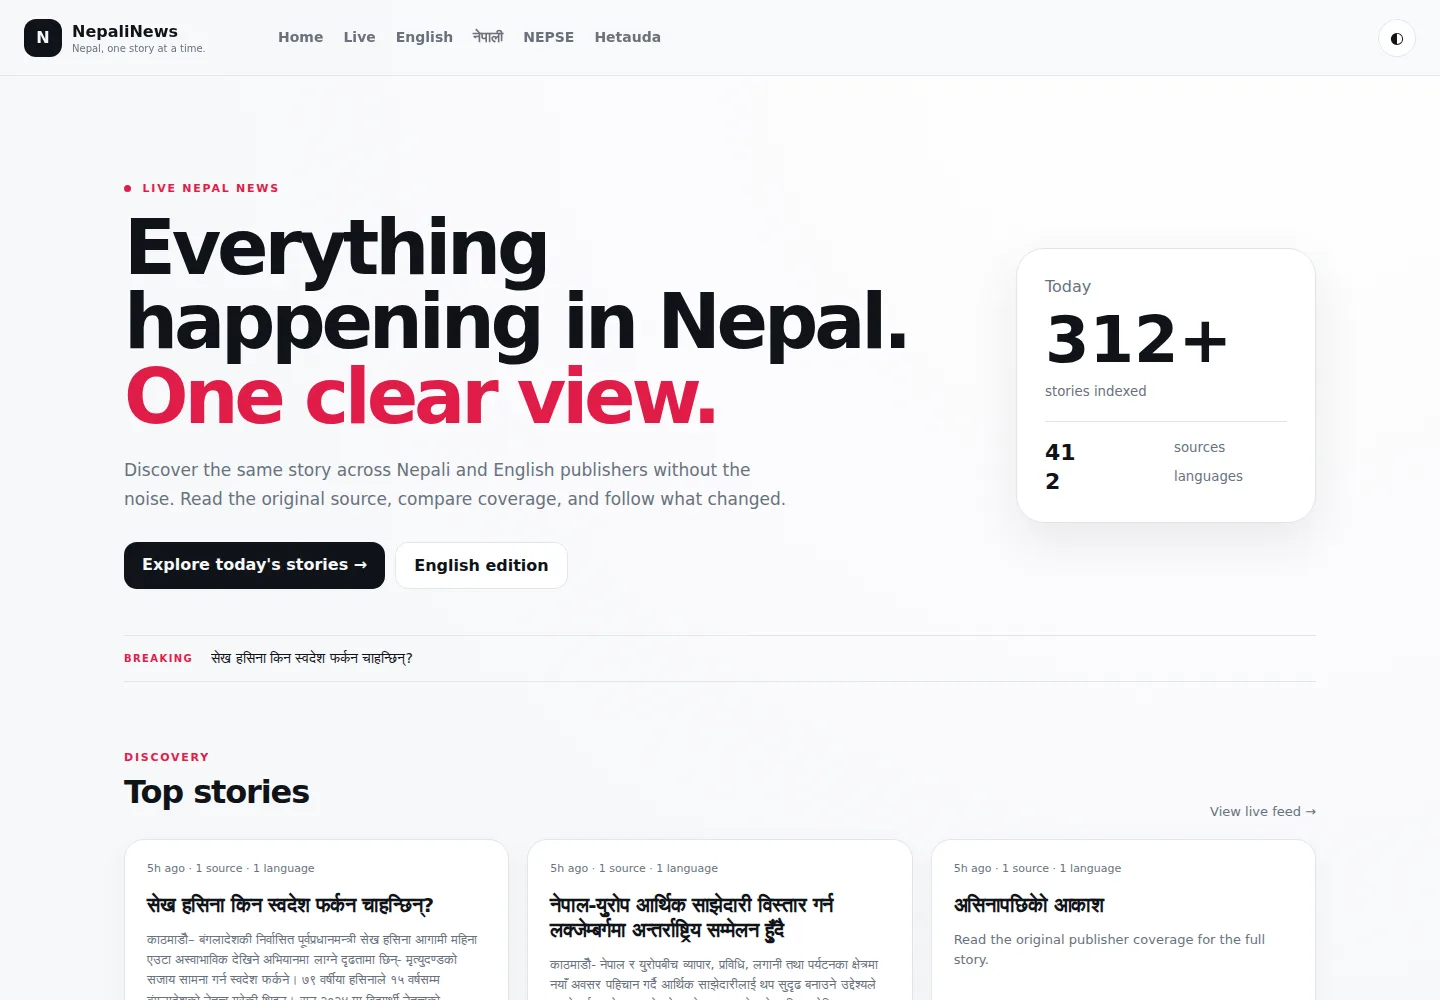 N
NepaliNews
Nepal, one story at a time.
Home Live English नेपाली NEPSE Hetauda
LIVE NEPAL NEWS
Everything
happening in Nepal.
One clear view.
Discover the same story across Nepali and English publishers without the
noise. Read the original source, compare coverage, and follow what changed.
Explore today's stories →
English edition
Today
312+
stories indexed
41 sources
2 languages
BREAKING सेख हसिना किन स्वदेश फर्कन चाहन्छिन्?
DISCOVERY
Top stories
View live feed →
5h ago · 1 source · 1 language
सेख हसिना किन स्वदेश फर्कन चाहन्छिन्?
काठमाडौं– बंगलादेशकी निर्वासित पूर्वप्रधानमन्त्री सेख हसिना आगामी महिना
एउटा अस्वाभाविक देखिने अभियानमा लाग्ने दृढतामा छिन्- मृत्युदण्डको
सजाय सामना गर्न स्वदेश फर्कने। ७९ वर्षीया हसिनाले १५ वर्षसम्म
5h ago · 1 source · 1 language
नेपाल-युरोप आर्थिक साझेदारी विस्तार गर्न
लक्जेम्बर्गमा अन्तर्राष्ट्रिय सम्मेलन हुँदै
काठमाडौं- नेपाल र युरोपबीच व्यापार, प्रविधि, लगानी तथा पर्यटनका क्षेत्रमा
नयाँ अवसर पहिचान गर्दै आर्थिक साझेदारीलाई थप सुदृढ बनाउने उद्देश्यले
5h ago · 1 source · 1 language
असिनापछिको आकाश
Read the original publisher coverage for the full
story.